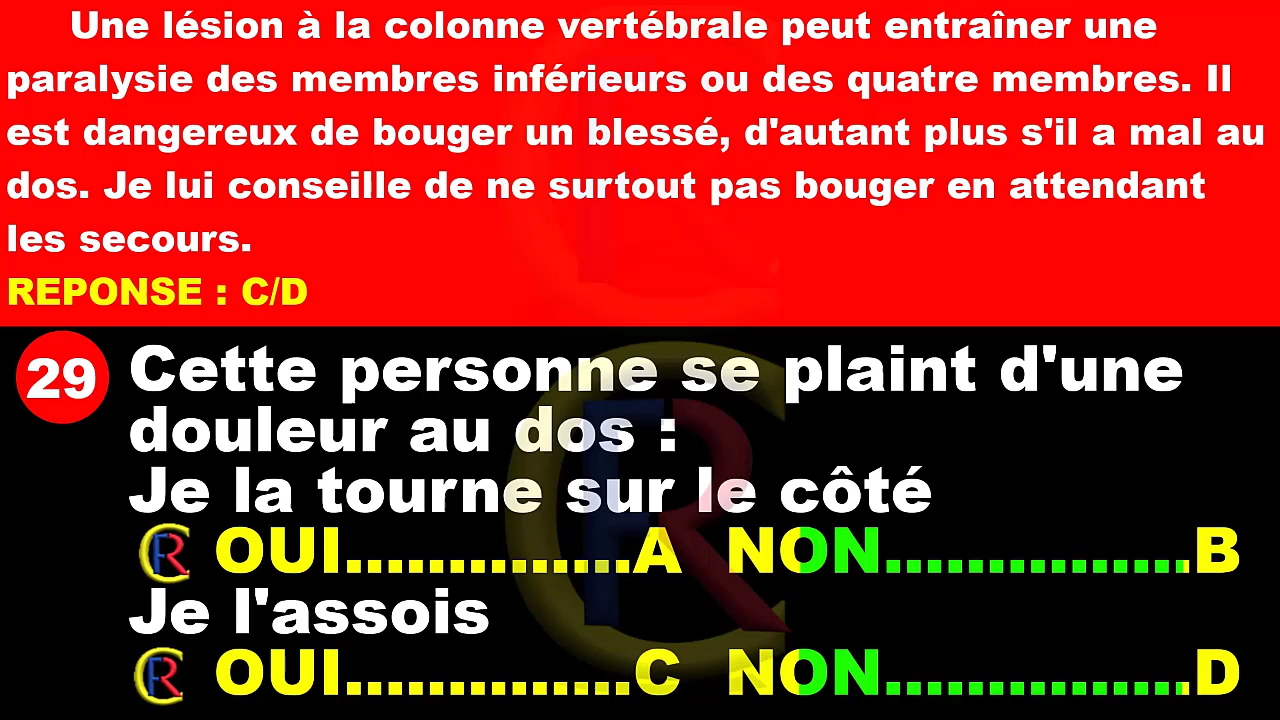 Une lésion à la colonne vertébrale peut entraîner une
paralysie des membres inférieurs ou des quatre membres. Il
est dangereux de bouger un blessé, d'autant plus s'il a mal au
dos. Je lui conseille de ne surtout pas bouger en attendant
les secours.
REPONSE : C/D
29 Cette personne se plaint d'une
douleur au dos :
Je la tourne sur le côté
CFR OUI..............A NON...............B
Je l'assois
CFR OUI..............C NON...............D